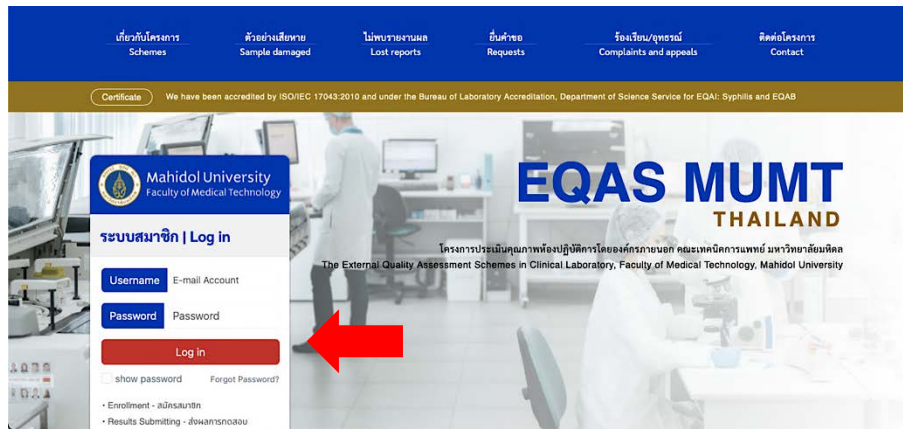 เกี่ยวกับโครงการ
Schemes
ตัวอย่างเสียหาย
Sample damaged
ไม่พบรายงานผล
Lost reports
ยื่นคำขอ
Requests
ร้องเรียน/อุทธรณ์
Complaints and appeals
ติดต่อโครงการ
Contact
Certificate
We have been accredited by ISO/IEC 17043:2010 and under the Bureau of Laboratory Accreditation, Department of Science Service for EQAI: Syphilis and EQAB
Mahidol University
Faculty of Medical Technology
ระบบสมาชิก | Log in
Username E-mail Account
Password Password
Log in
show password Forgot Password?
• Enrollment - สมัครสมาชิก
• Results Submitting - ส่งผลการทดสอบ
EQAS MUMT
THAILAND
โครงการประเมินคุณภาพห้องปฏิบัติการโดยองค์กรภายนอก คณะเทคนิคการแพทย์ มหาวิทยาลัยมหิดล
The External Quality Assessment Schemes in Clinical Laboratory, Faculty of Medical Technology, Mahidol University